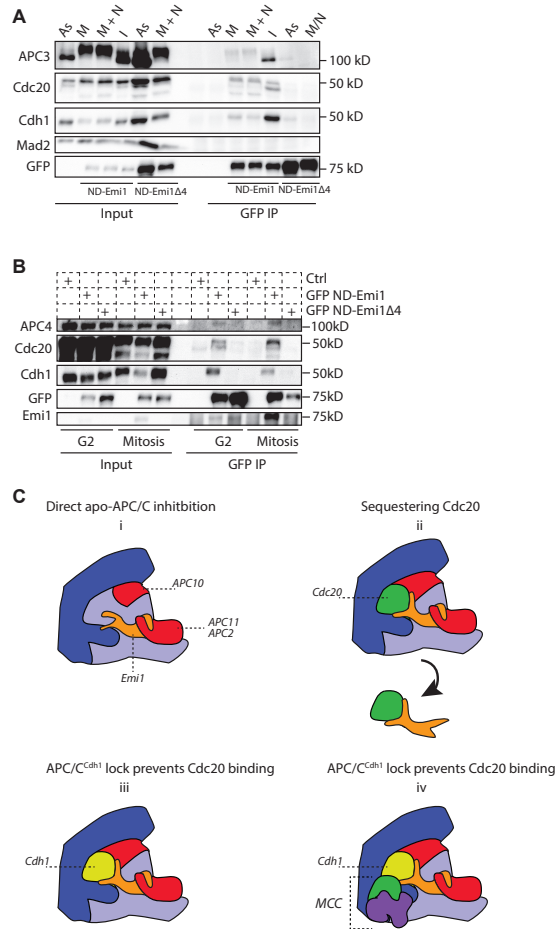 A
As M M + N I As M + N As M M + N I As M/N
APC3 100 kD
Cdc20 50 kD
Cdh1 50 kD
Mad2
GFP 75 kD
ND-Emi1 ND-Emi1Δ4 ND-Emi1 ND-Emi1Δ4
Input GFP IP
B
+ + + + Ctrl
+ + + + GFP ND-Emi1
+ + + + GFP ND-Emi1Δ4
APC4 100kD
Cdc20 50kD
Cdh1 50kD
GFP 75kD
Emi1 75kD
G2 Mitosis G2 Mitosis
Input GFP IP
C
Direct apo-APC/C inhitbition Sequestering Cdc20
i ii
APC10
Cdc20
APC11
APC2
Emi1
APC/CCdh1 lock prevents Cdc20 binding APC/CCdh1 lock prevents Cdc20 binding
iii iv
Cdh1 Cdh1
MCC